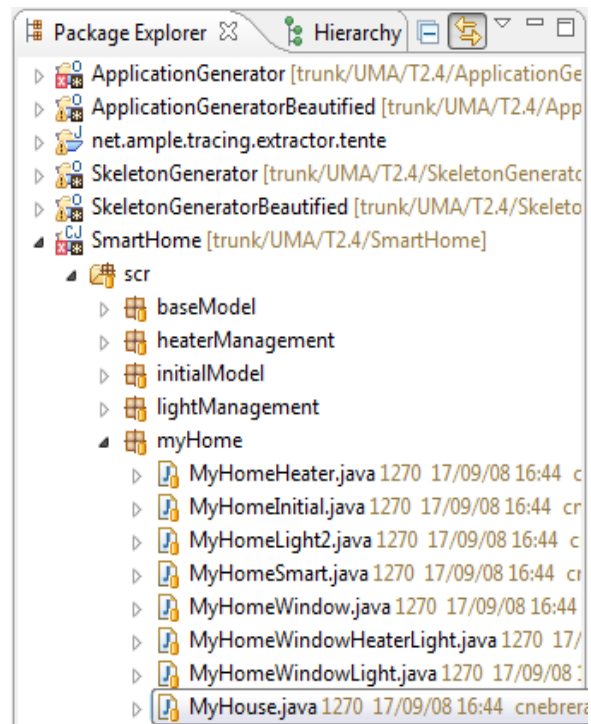 Package Explorer Hierarchy
ApplicationGenerator [trunk/UMA/T2.4/ApplicationGe
ApplicationGeneratorBeautified [trunk/UMA/T2.4/App
net.ample.tracing.extractor.tente
SkeletonGenerator [trunk/UMA/T2.4/SkeletonGenerato
SkeletonGeneratorBeautified [trunk/UMA/T2.4/Skeleto
SmartHome [trunk/UMA/T2.4/SmartHome]
scr
baseModel
heaterManagement
initialModel
lightManagement
myHome
MyHomeHeater.java 1270 17/09/08 16:44 c
MyHomeInitial.java 1270 17/09/08 16:44 cr
MyHomeLight2.java 1270 17/09/08 16:44 c
MyHomeSmart.java 1270 17/09/08 16:44 cr
MyHomeWindow.java 1270 17/09/08 16:44
MyHomeWindowHeaterLight.java 1270 17/
MyHomeWindowLight.java 1270 17/09/08
MyHouse.java 1270 17/09/08 16:44 cnebrera